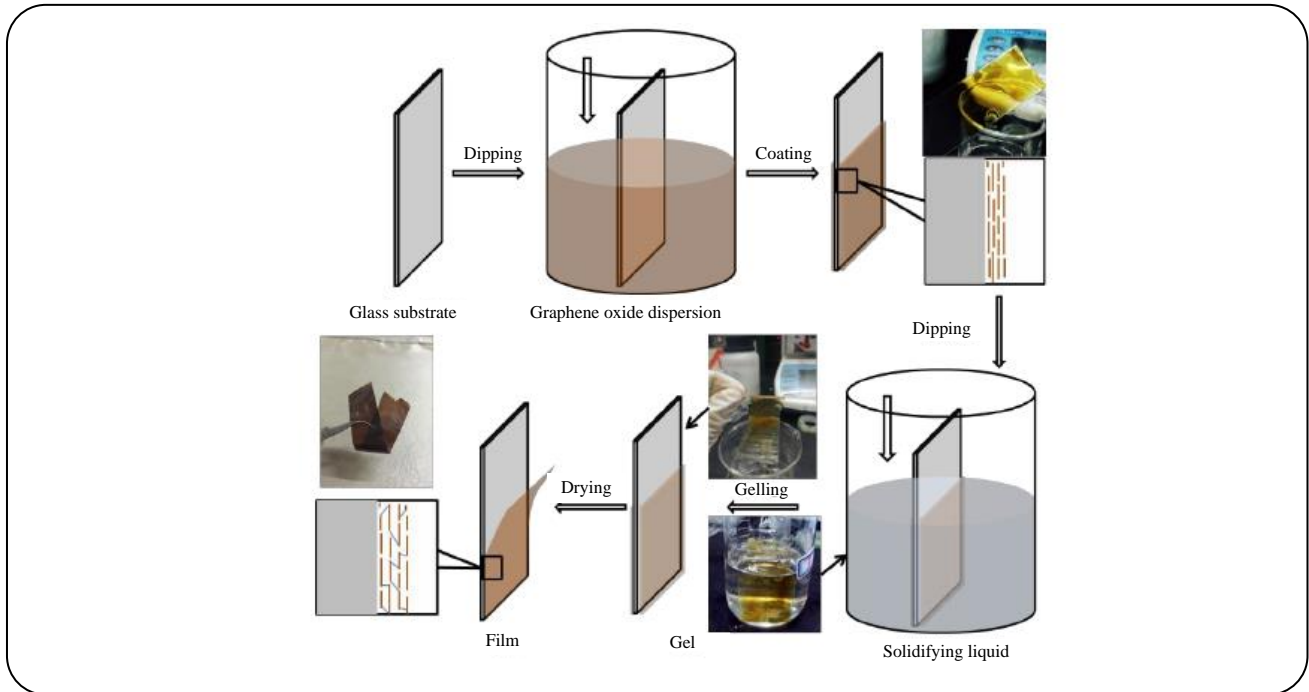 Dipping
Coating
Glass substrate
Graphene oxide dispersion
Dipping
Drying
Gelling
Film
Gel
Solidifying liquid